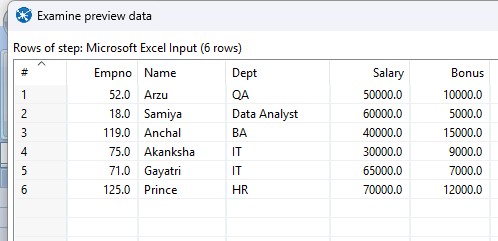 Examine preview data
Rows of step: Microsoft Excel Input (6 rows)
# Empno Name Dept Salary Bonus
1 52.0 Arzu QA 50000.0 10000.0
2 18.0 Samiya Data Analyst 60000.0 5000.0
3 119.0 Anchal BA 40000.0 15000.0
4 75.0 Akanksha IT 30000.0 9000.0
5 71.0 Gayatri IT 65000.0 7000.0
6 125.0 Prince HR 70000.0 12000.0